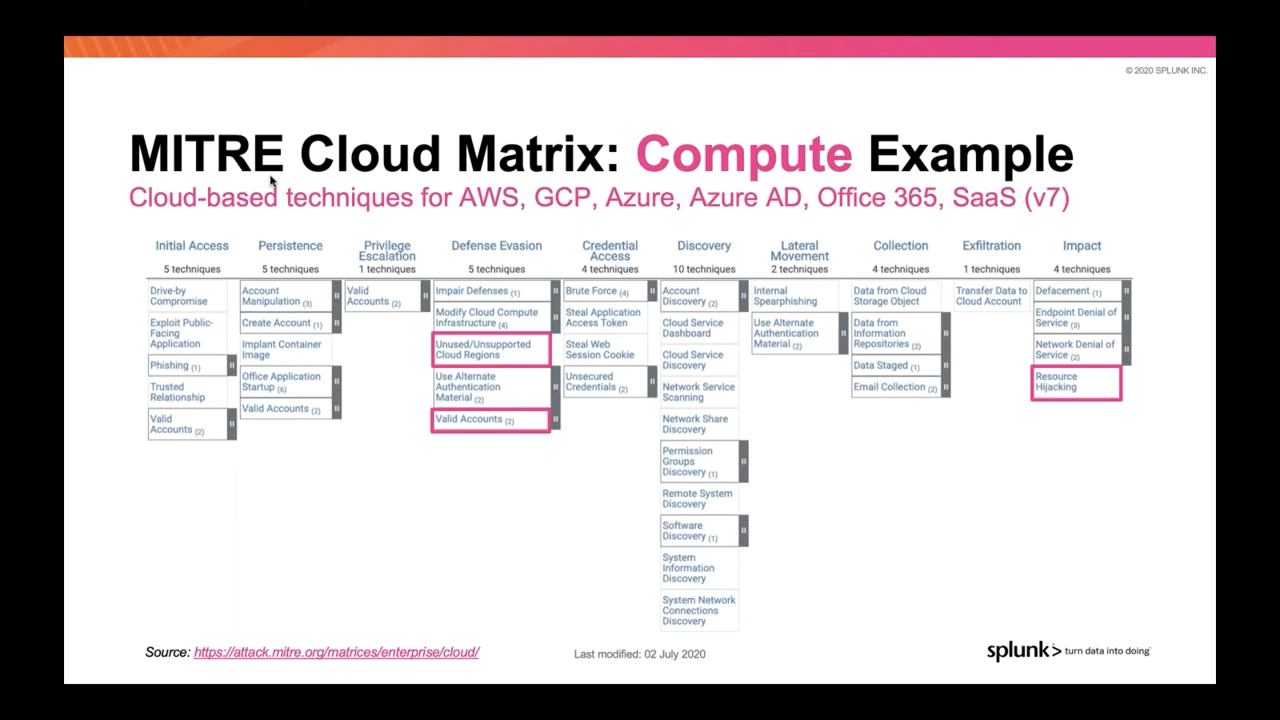 © 2020 SPLUNK INC.
MITRE Cloud Matrix: Compute Example
Cloud-based techniques for AWS, GCP, Azure, Azure AD, Office 365, SaaS (v7)
Initial Access
5 techniques
Drive-by
Compromise
Exploit Public-
Facing
Application
Phishing (1)
Trusted
Relationship
Valid
Accounts (2)
Persistence
5 techniques
Account
Manipulation (3)
Create Account (1)
Implant Container
Image
Office Application
Startup (6)
Valid Accounts (2)
Privilege
Escalation
1 techniques
Valid
Accounts (2)
Defense Evasion
5 techniques
Impair Defenses (1)
Modify Cloud Compute
Infrastructure (4)
Unused/Unsupported
Cloud Regions
Use Alternate
Authentication
Material (2)
Valid Accounts (2)
Credential
Access
4 techniques
Brute Force (4)
Steal Application
Access Token
Steal Web
Session Cookie
Unsecured
Credentials (2)
Discovery
10 techniques
Account
Discovery (2)
Cloud Service
Dashboard
Cloud Service
Discovery
Network Service
Scanning
Network Share
Discovery
Permission
Groups
Discovery (1)
Remote System
Discovery
Software
Discovery (1)
System
Information
Discovery
System Network
Connections
Discovery
Lateral
Movement
2 techniques
Internal
Spearphishing
Use Alternate
Authentication
Material (2)
Collection
4 techniques
Data from Cloud
Storage Object
Data from
Information
Repositories (2)
Data Staged (1)
Email Collection (2)
Exfiltration
1 techniques
Transfer Data to
Cloud Account
Impact
4 techniques
Defacement (1)
Endpoint Denial of
Service (3)
Network Denial of
Service (2)
Resource
Hijacking
Source: https://attack.mitre.org/matrices/enterprise/cloud/
Last modified: 02 July 2020
splunk> turn data into doing